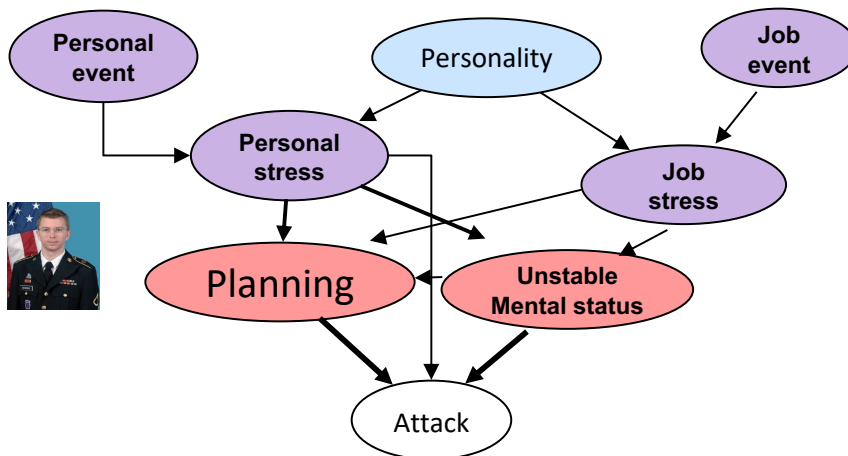 Personal
event
Personality
Job
event
Personal
stress
Job
stress
Planning
Unstable
Mental status
Attack